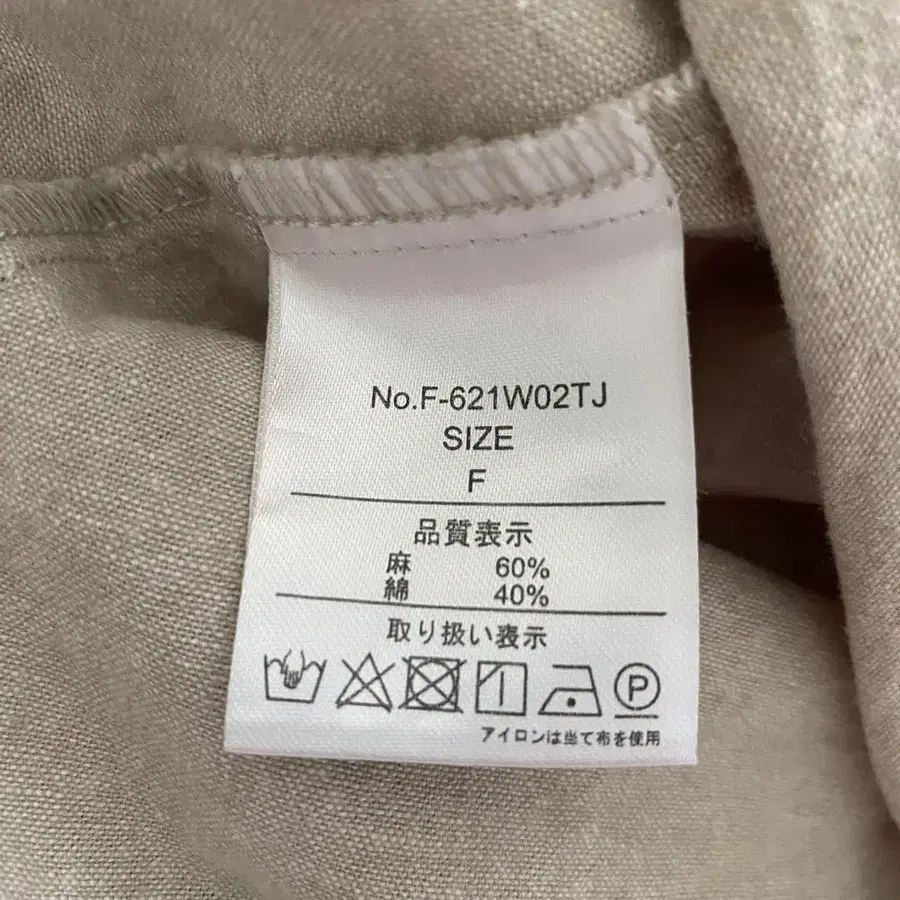 No.F-621W02TJ
SIZE
F
品質表示
麻 60%
綿 40%
取り扱い表示
P
アイロンは当て布を使用